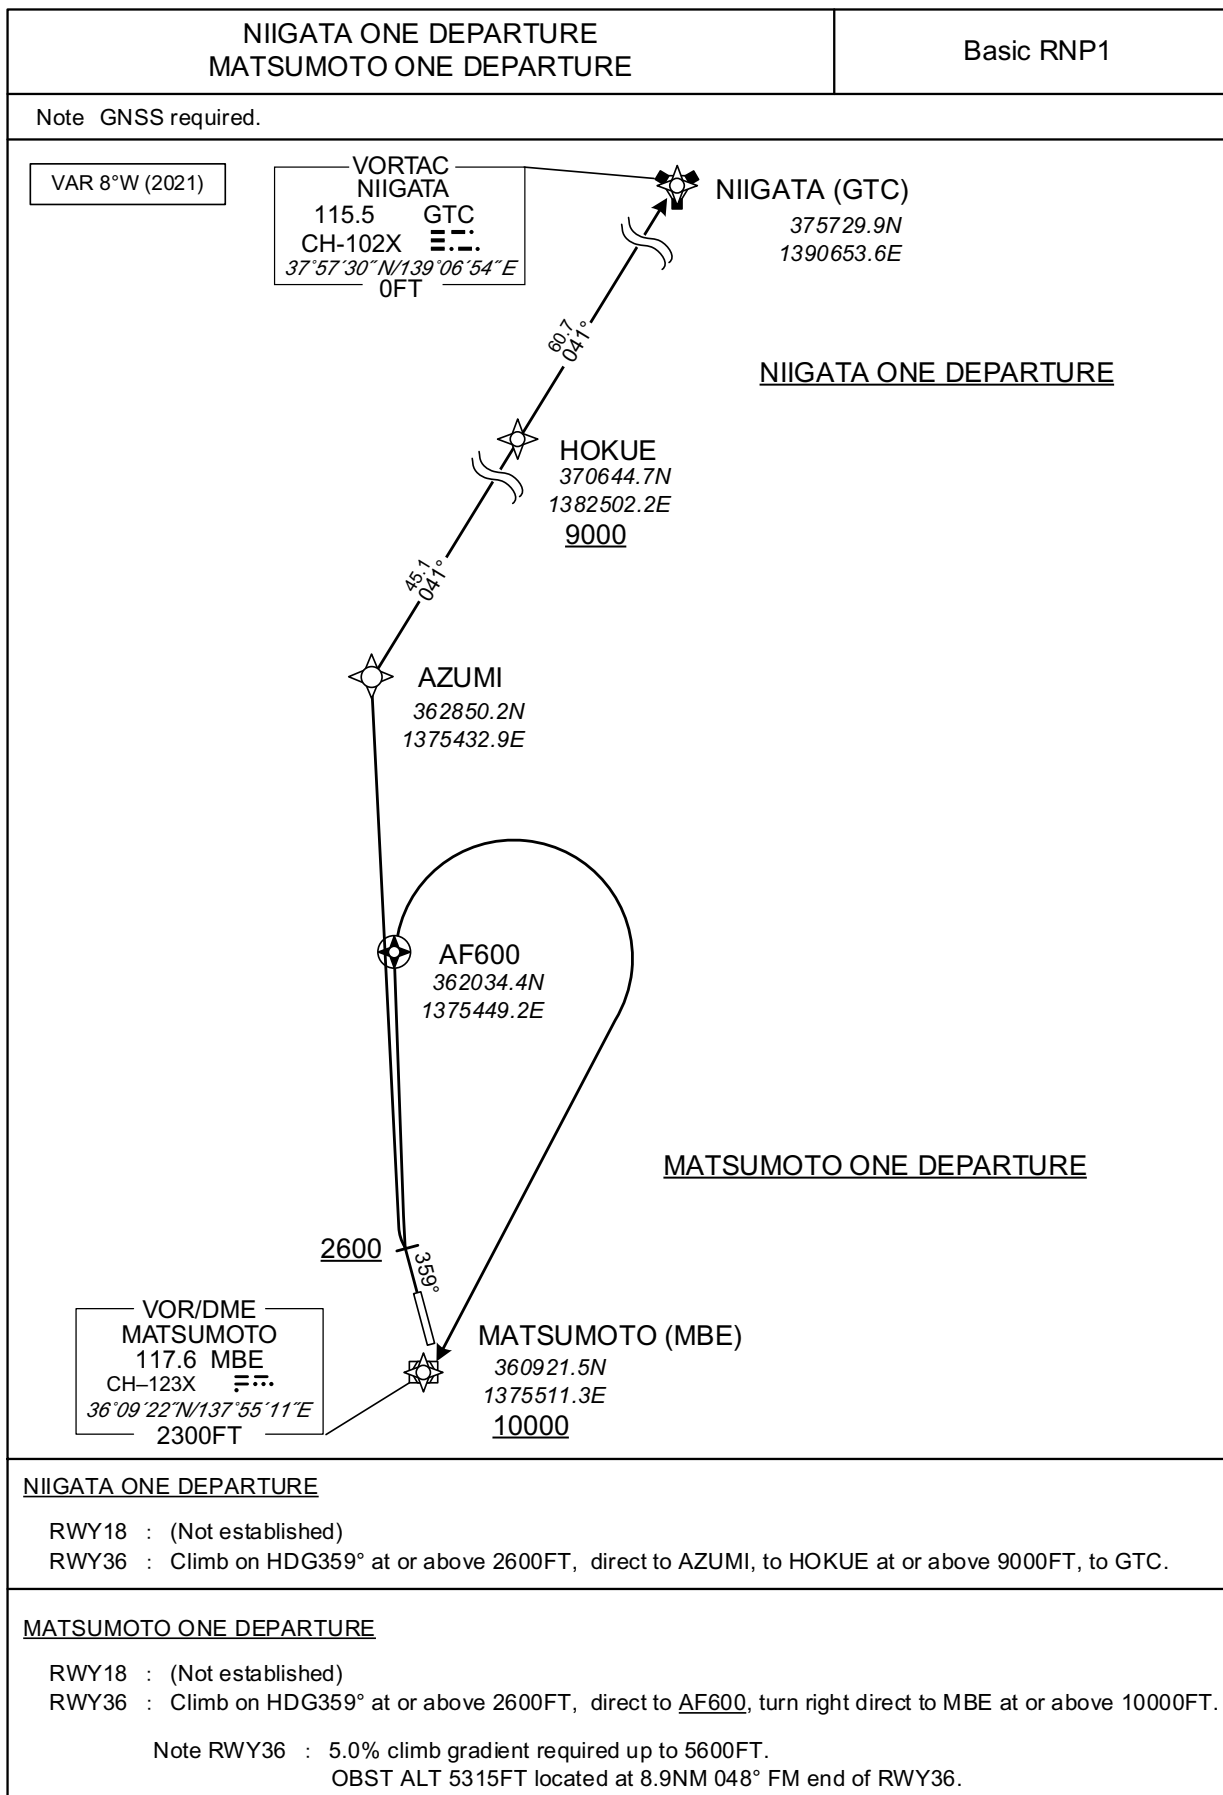 NIIGATA ONE DEPARTURE
MATSUMOTO ONE DEPARTURE
Basic RNP1
Note GNSS required.
VAR 8°W (2021)
VORTAC
NIIGATA
115.5 GTC
CH-102X
37°57′30″N/139°06′54″E
0FT
NIIGATA (GTC)
375729.9N
1390653.6E
60.7
041°
NIIGATA ONE DEPARTURE
HOKUE
370644.7N
1382502.2E
9000
45.1
041°
AZUMI
362850.2N
1375432.9E
AF600
362034.4N
1375449.2E
MATSUMOTO ONE DEPARTURE
2600
359°
VOR/DME
MATSUMOTO
117.6 MBE
CH–123X
36°09′22″N/137°55′11″E
2300FT
MATSUMOTO (MBE)
360921.5N
1375511.3E
10000
NIIGATA ONE DEPARTURE
RWY18 : (Not established)
RWY36 : Climb on HDG359° at or above 2600FT, direct to AZUMI, to HOKUE at or above 9000FT, to GTC.
MATSUMOTO ONE DEPARTURE
RWY18 : (Not established)
RWY36 : Climb on HDG359° at or above 2600FT, direct to AF600, turn right direct to MBE at or above 10000FT.
Note RWY36 : 5.0% climb gradient required up to 5600FT.
OBST ALT 5315FT located at 8.9NM 048° FM end of RWY36.